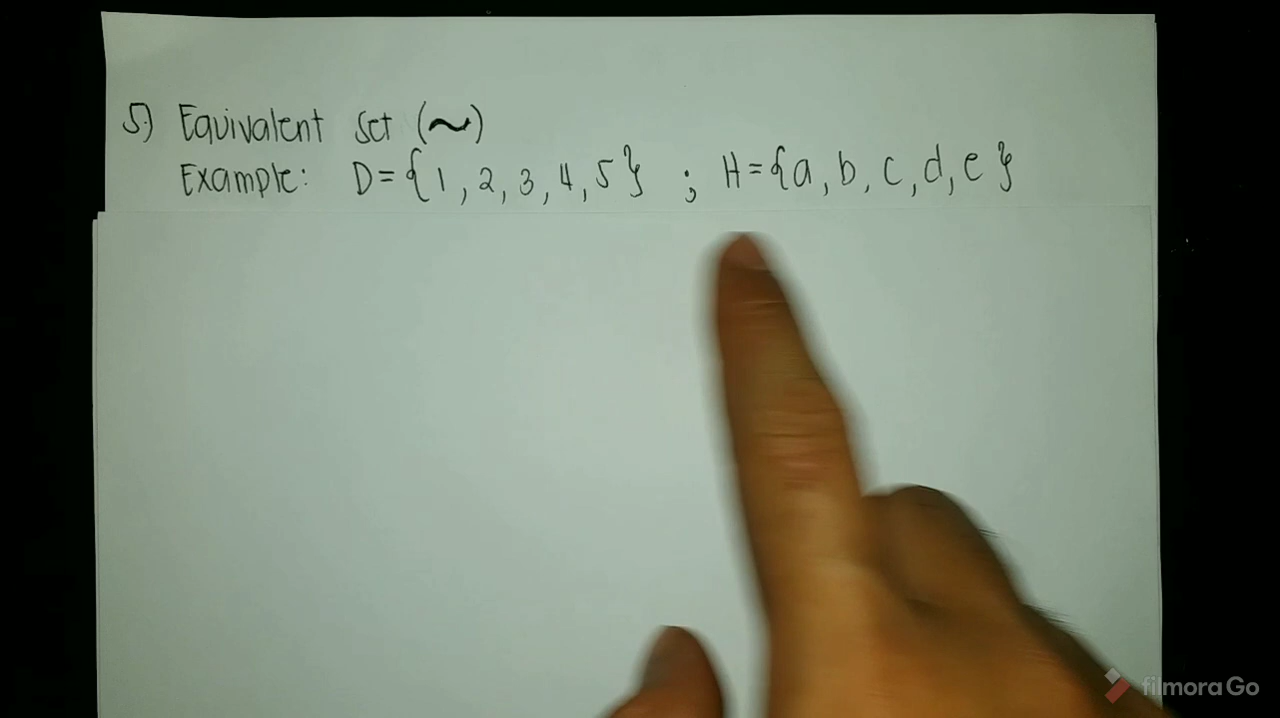 5.) Equivalent Set (~)
Example: D = {1, 2, 3, 4, 5} ; H = {a, b, c, d, e}
filmoraGo